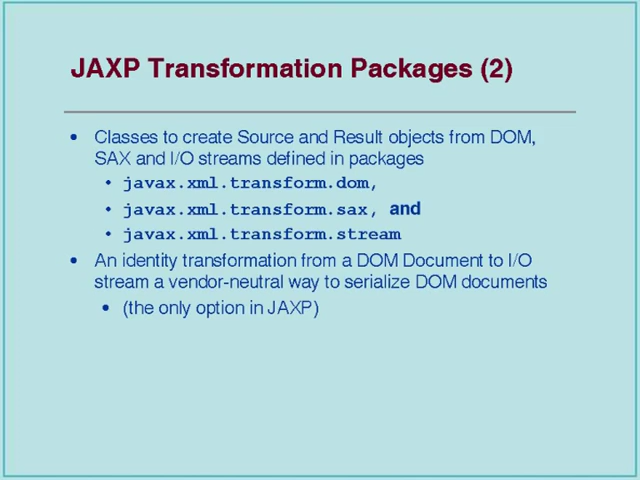 JAXP Transformation Packages (2)
• Classes to create Source and Result objects from DOM,
SAX and I/O streams defined in packages
• javax.xml.transform.dom,
• javax.xml.transform.sax, and
• javax.xml.transform.stream
• An identity transformation from a DOM Document to I/O
stream a vendor-neutral way to serialize DOM documents
• (the only option in JAXP)